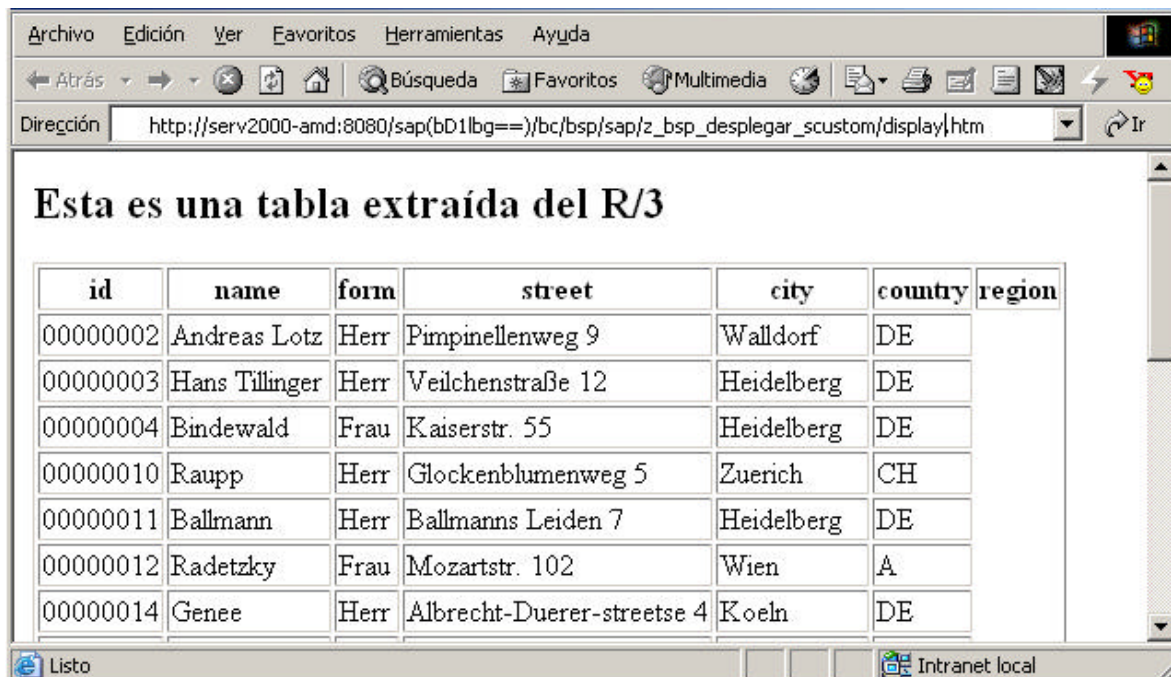 Archivo Edición Ver Favoritos Herramientas Ayuda
Atrás Búsqueda Favoritos Multimedia
Dirección http://serv2000-amd:8080/sap(bD1lbg==)/bc/bsp/sap/z_bsp_desplegar_scustom/display.htm Ir
Esta es una tabla extraída del R/3
id name form street city country region
00000002 Andreas Lotz Herr Pimpinellenweg 9 Walldorf DE
00000003 Hans Tillinger Herr Veilchenstraße 12 Heidelberg DE
00000004 Bindewald Frau Kaiserstr. 55 Heidelberg DE
00000010 Raupp Herr Glockenblumenweg 5 Zuerich CH
00000011 Ballmann Herr Ballmanns Leiden 7 Heidelberg DE
00000012 Radetzky Frau Mozartstr. 102 Wien A
00000014 Genee Herr Albrecht-Duerer-streetse 4 Koeln DE
Listo Intranet local